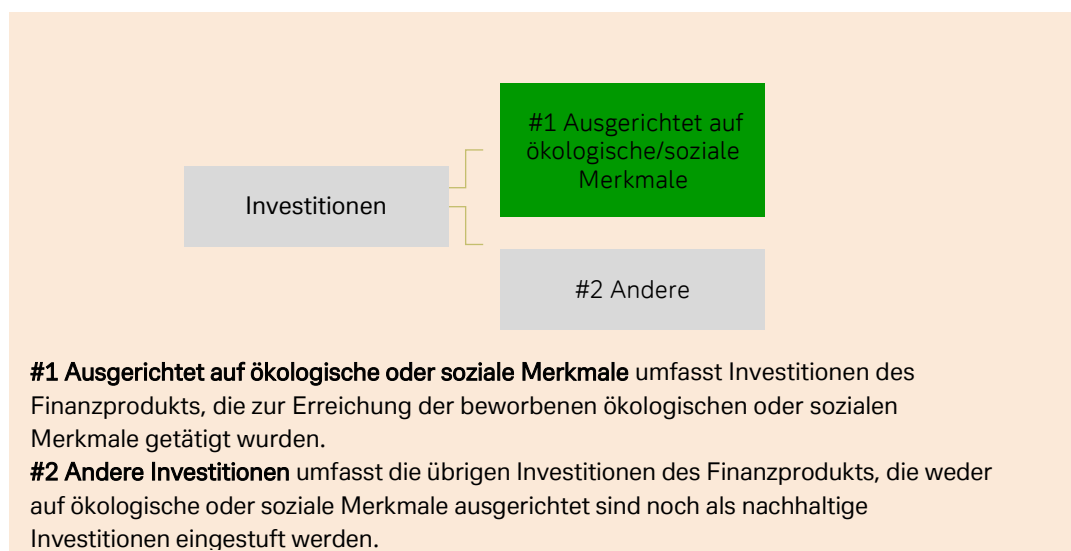 #1 Ausgerichtet auf
ökologische/soziale
Merkmale
Investitionen
#2 Andere
#1 Ausgerichtet auf ökologische oder soziale Merkmale umfasst Investitionen des
Finanzprodukts, die zur Erreichung der beworbenen ökologischen oder sozialen
Merkmale getätigt wurden.
#2 Andere Investitionen umfasst die übrigen Investitionen des Finanzprodukts, die weder
auf ökologische oder soziale Merkmale ausgerichtet sind noch als nachhaltige
Investitionen eingestuft werden.